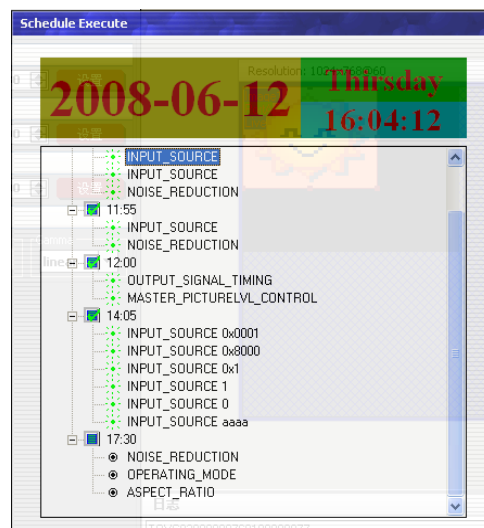 Schedule Execute
Resolution: 1024x768@60
2008-06-12
Thirsday
16:04:12
设置
设置
设置
INPUT_SOURCE
INPUT_SOURCE
NOISE_REDUCTION
11:55
INPUT_SOURCE
NOISE_REDUCTION
12:00
OUTPUT_SIGNAL_TIMING
MASTER_PICTURELVL_CONTROL
14:05
INPUT_SOURCE 0x0001
INPUT_SOURCE 0x8000
INPUT_SOURCE 0x1
INPUT_SOURCE 1
INPUT_SOURCE 0
INPUT_SOURCE aaaa
17:30
NOISE_REDUCTION
OPERATING_MODE
ASPECT_RATIO
日志